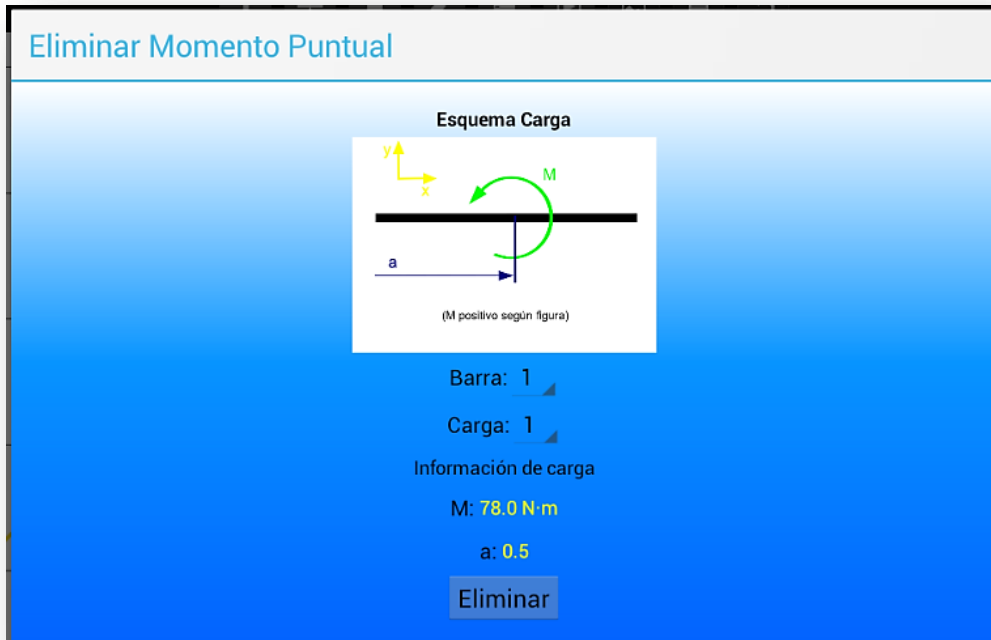 Eliminar Momento Puntual
Esquema Carga
y
M
x
a
(M positivo según figura)
Barra: 1
Carga: 1
Información de carga
M: 78.0 N·m
a: 0.5
Eliminar